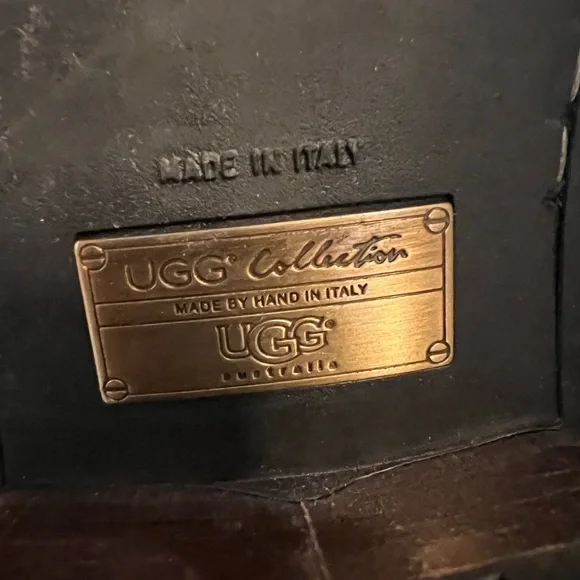 MADE IN ITALY
UGG® Collection
MADE BY HAND IN ITALY
UGG®
australia